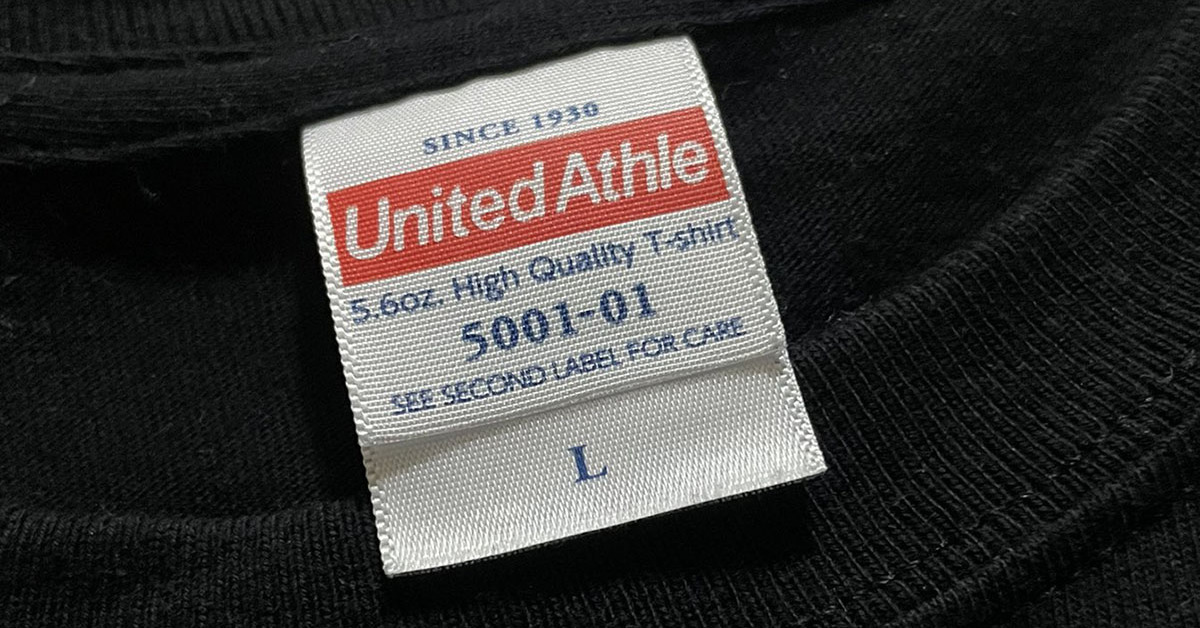 SINCE 1930
United Athle
5.6oz. High Quality T-shirt
5001-01
SEE SECOND LABEL FOR CARE
L